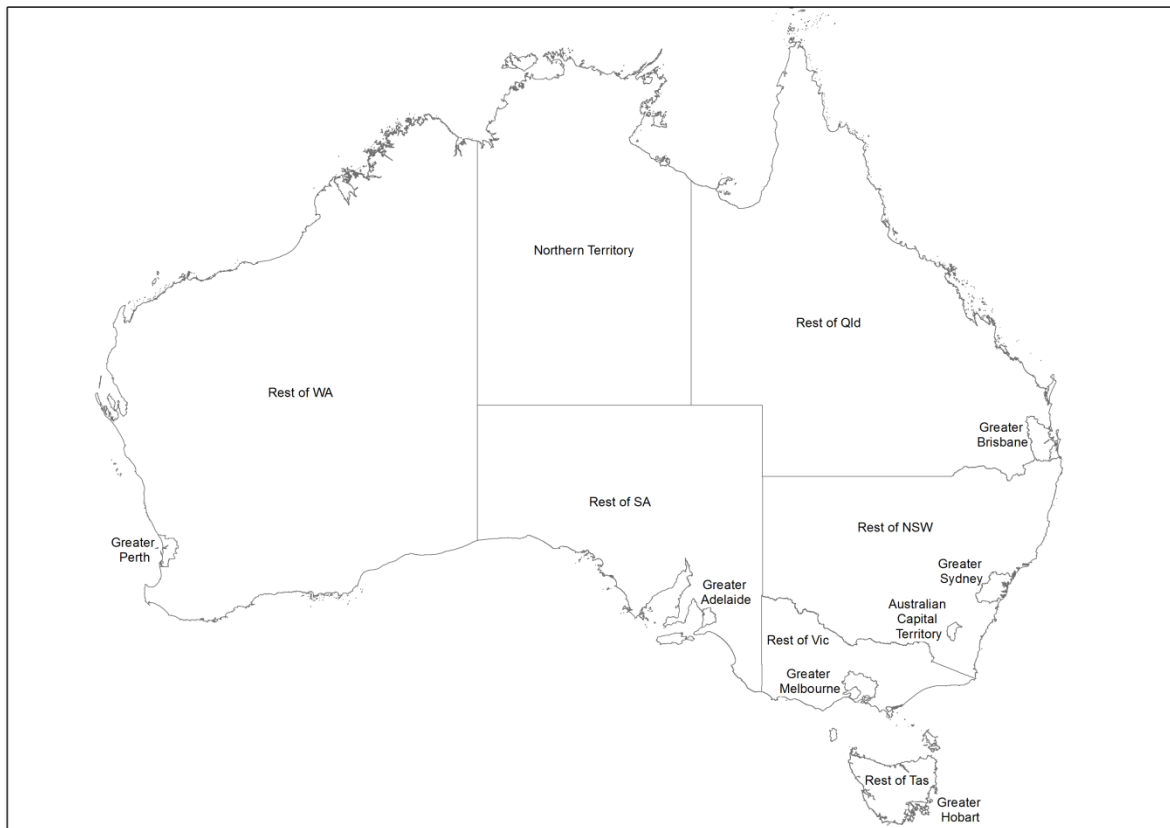 Northern Territory
Rest of Qld
Rest of WA
Greater
Brisbane
Rest of SA
Rest of NSW
Greater
Perth
Greater
Sydney
Greater
Adelaide
Australian
Capital
Territory
Rest of Vic
Greater
Melbourne
Rest of Tas
Greater
Hobart